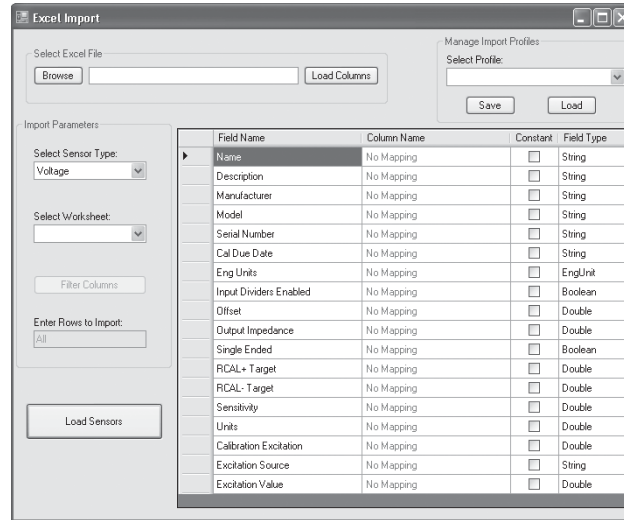 Excel Import
Select Excel File
Browse
Load Columns
Manage Import Profiles
Select Profile:
Save
Load
Import Parameters
Select Sensor Type:
Voltage
Select Worksheet:
Filter Columns
Enter Rows to Import:
All
Load Sensors
Field Name Column Name Constant Field Type
Name No Mapping String
Description No Mapping String
Manufacturer No Mapping String
Model No Mapping String
Serial Number No Mapping String
Cal Due Date No Mapping String
Eng Units No Mapping EngUnit
Input Dividers Enabled No Mapping Boolean
Offset No Mapping Double
Output Impedance No Mapping Double
Single Ended No Mapping Boolean
RCAL+ Target No Mapping Double
RCAL- Target No Mapping Double
Sensitivity No Mapping Double
Units No Mapping Double
Calibration Excitation No Mapping Double
Excitation Source No Mapping String
Excitation Value No Mapping Double